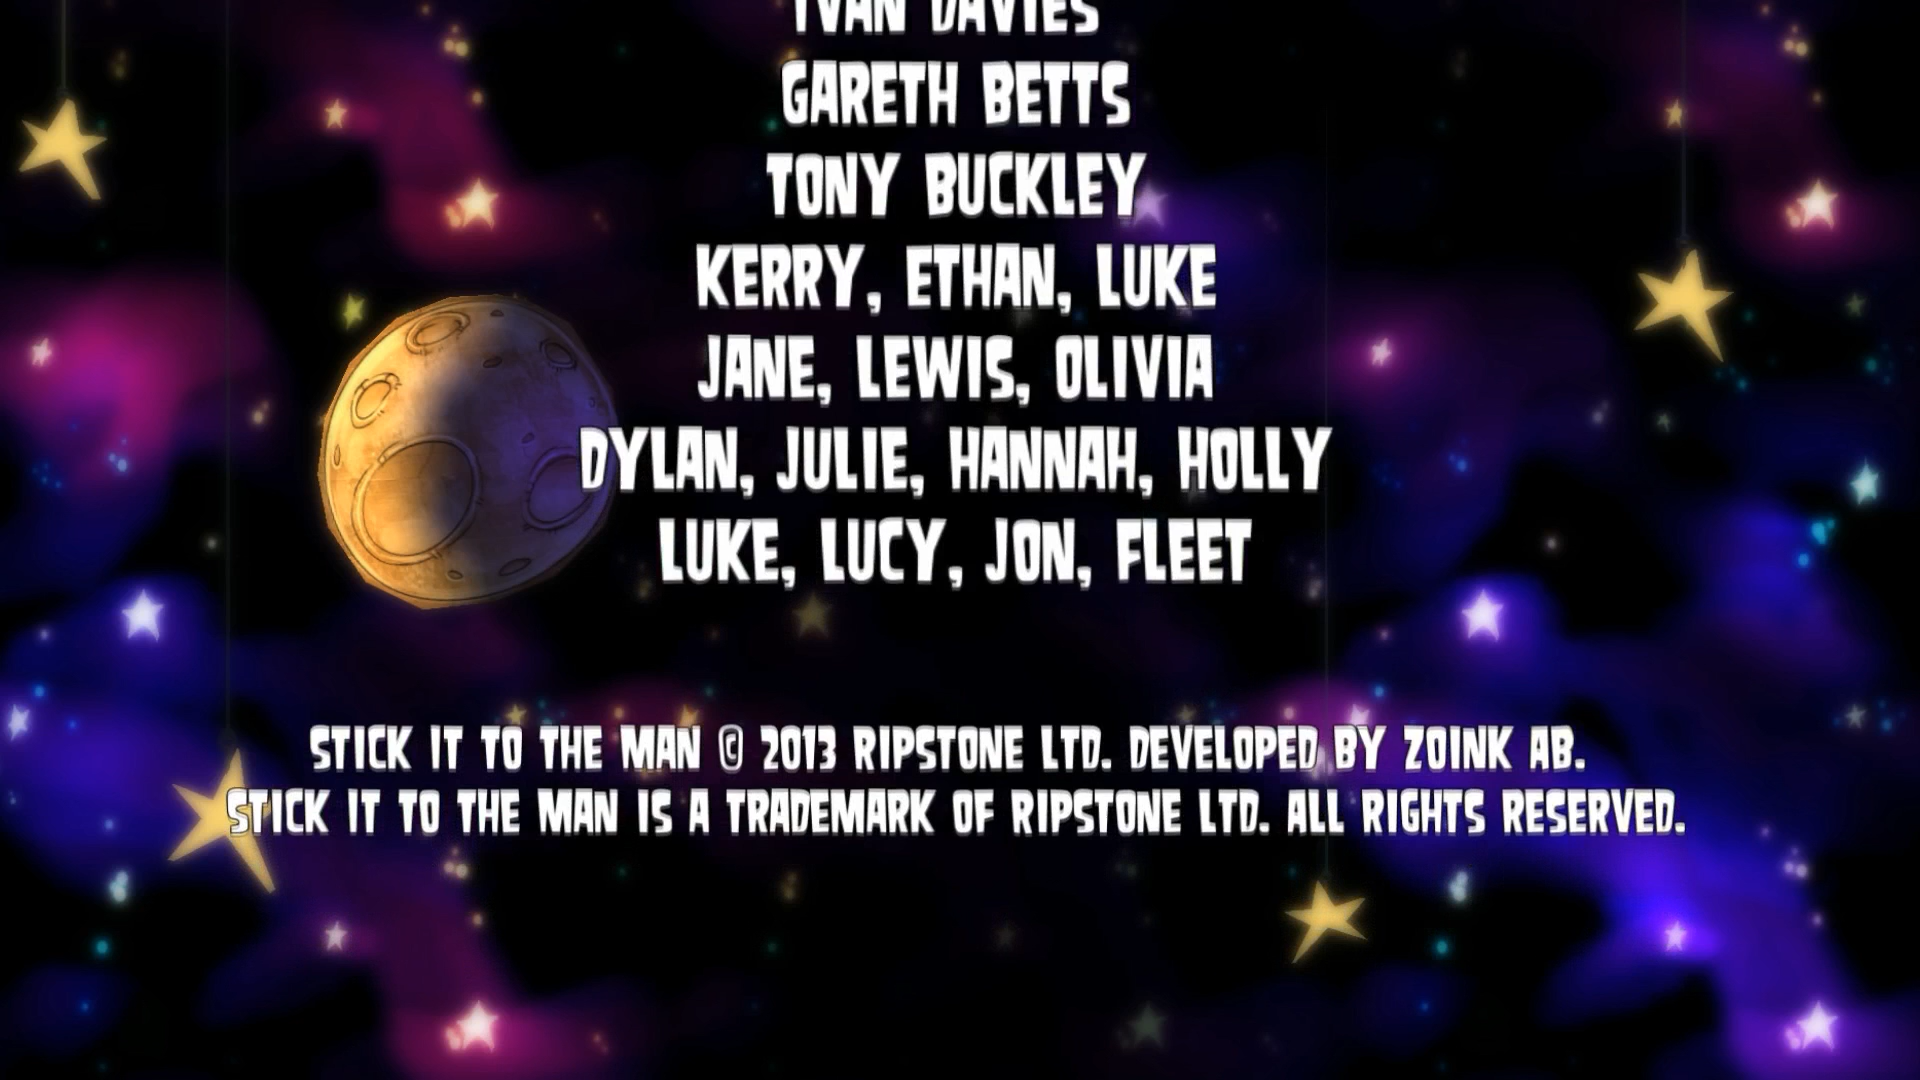 IVAN DAVIES
GARETH BETTS
TONY BUCKLEY
KERRY, ETHAN, LUKE
JANE, LEWIS, OLIVIA
DYLAN, JULIE, HANNAH, HOLLY
LUKE, LUCY, JON, FLEET
STICK IT TO THE MAN © 2013 RIPSTONE LTD. DEVELOPED BY ZOINK AB.
STICK IT TO THE MAN IS A TRADEMARK OF RIPSTONE LTD. ALL RIGHTS RESERVED.